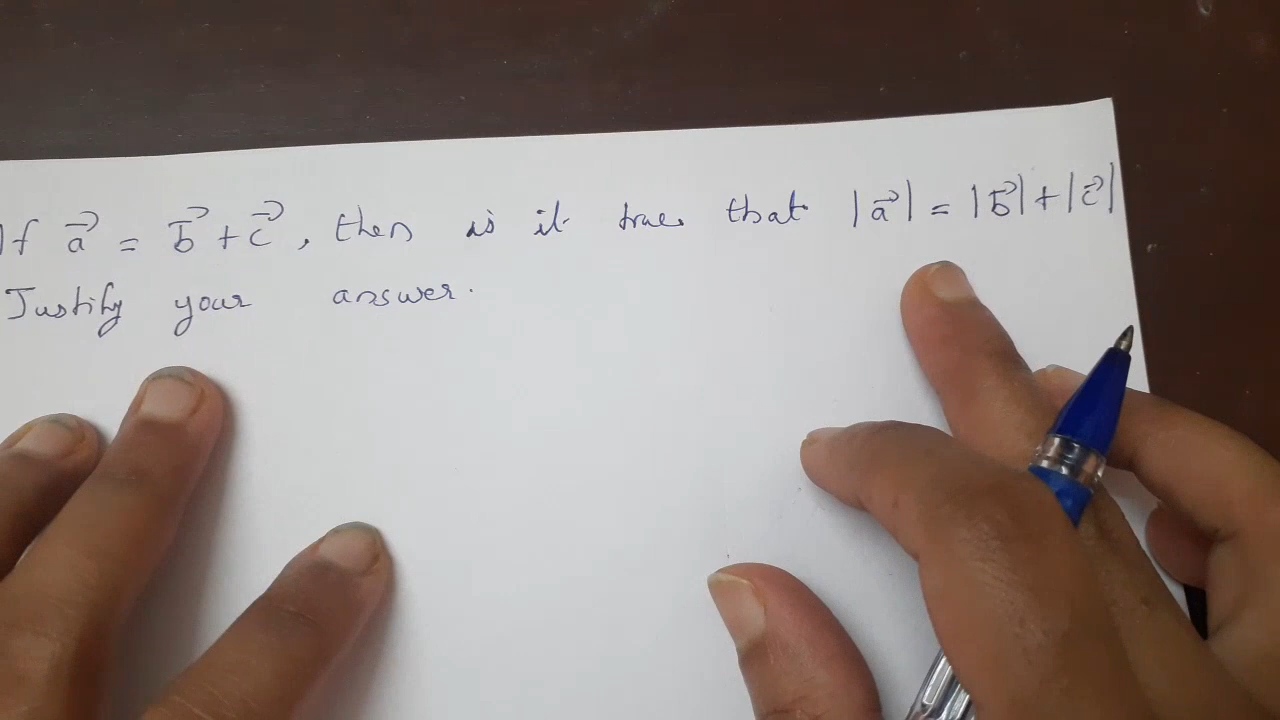 If a⃗ = b⃗ + c⃗, then is it true that |a⃗| = |b⃗| + |c⃗|
Justify your answer.